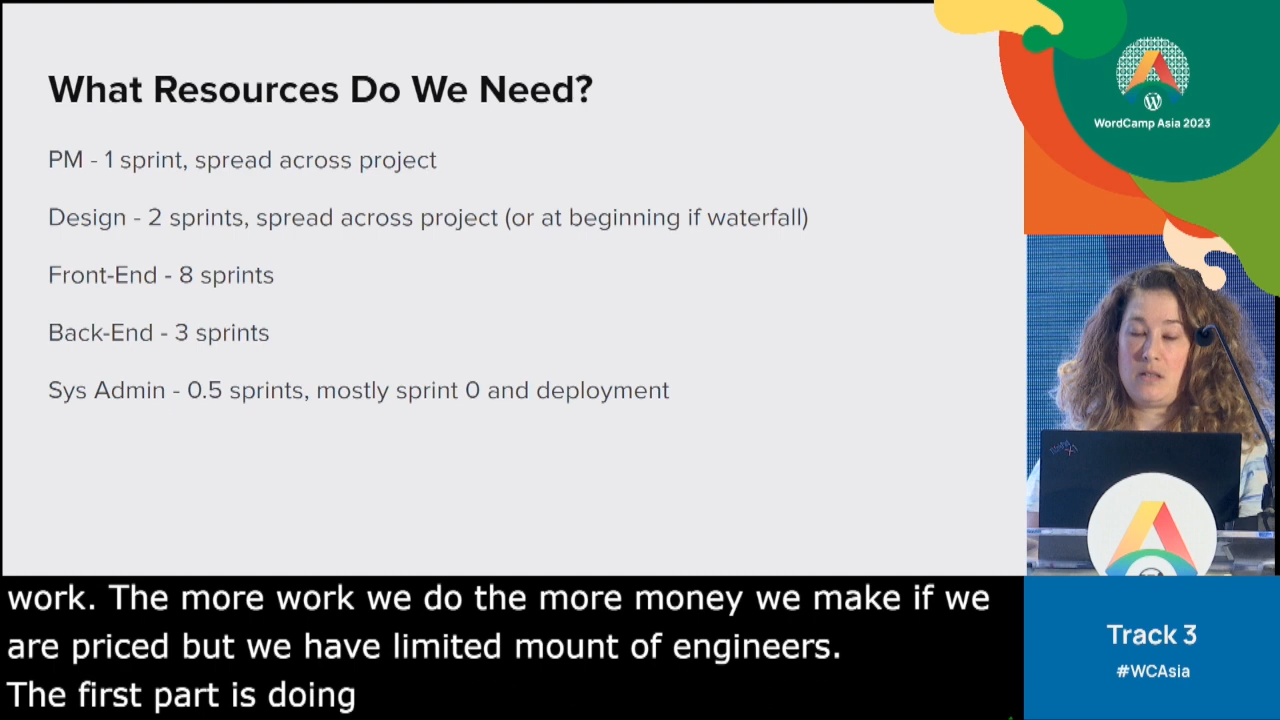 What Resources Do We Need?
PM - 1 sprint, spread across project
Design - 2 sprints, spread across project (or at beginning if waterfall)
Front-End - 8 sprints
Back-End - 3 sprints
Sys Admin - 0.5 sprints, mostly sprint 0 and deployment
WordCamp Asia 2023
work. The more work we do the more money we make if we
are priced but we have limited mount of engineers.
The first part is doing
Track 3
#WCAsia